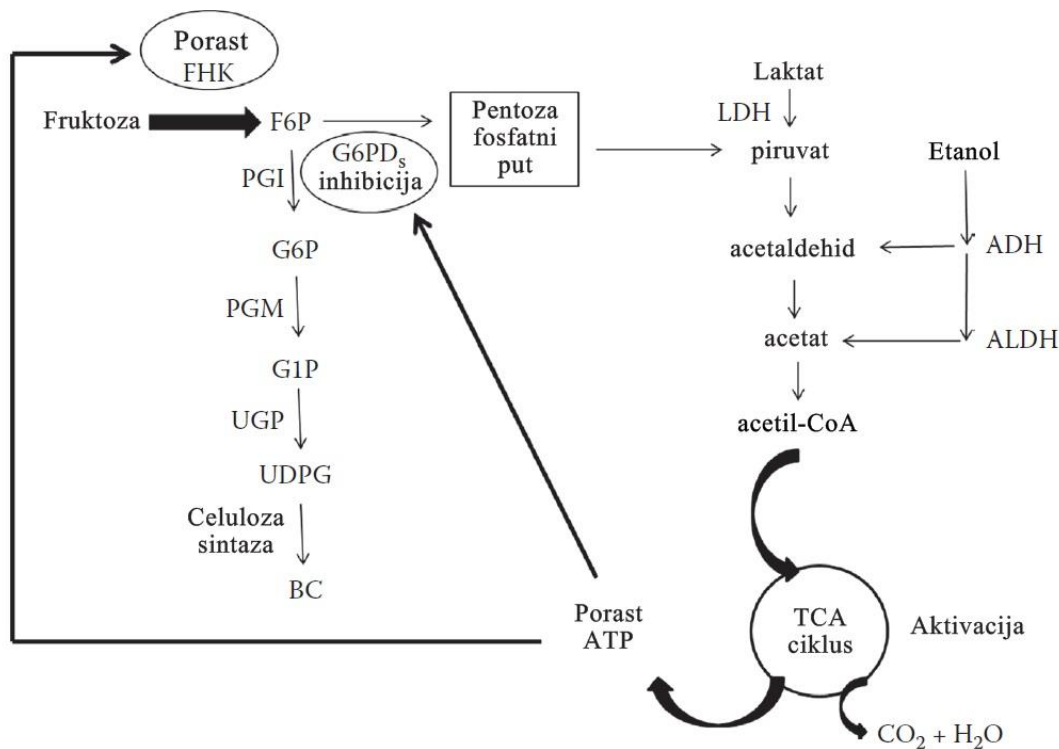 Porast
FHK
Fruktoza
F6P
Pentoza
fosfatni
put
G6PDₛ
inhibicija
PGI
G6P
PGM
G1P
UGP
UDPG
Celuloza
sintaza
BC
Laktat
LDH
piruvat
Etanol
acetaldehid
ADH
acetat
ALDH
acetil-CoA
TCA
ciklus
Aktivacija
Porast
ATP
CO₂ + H₂O